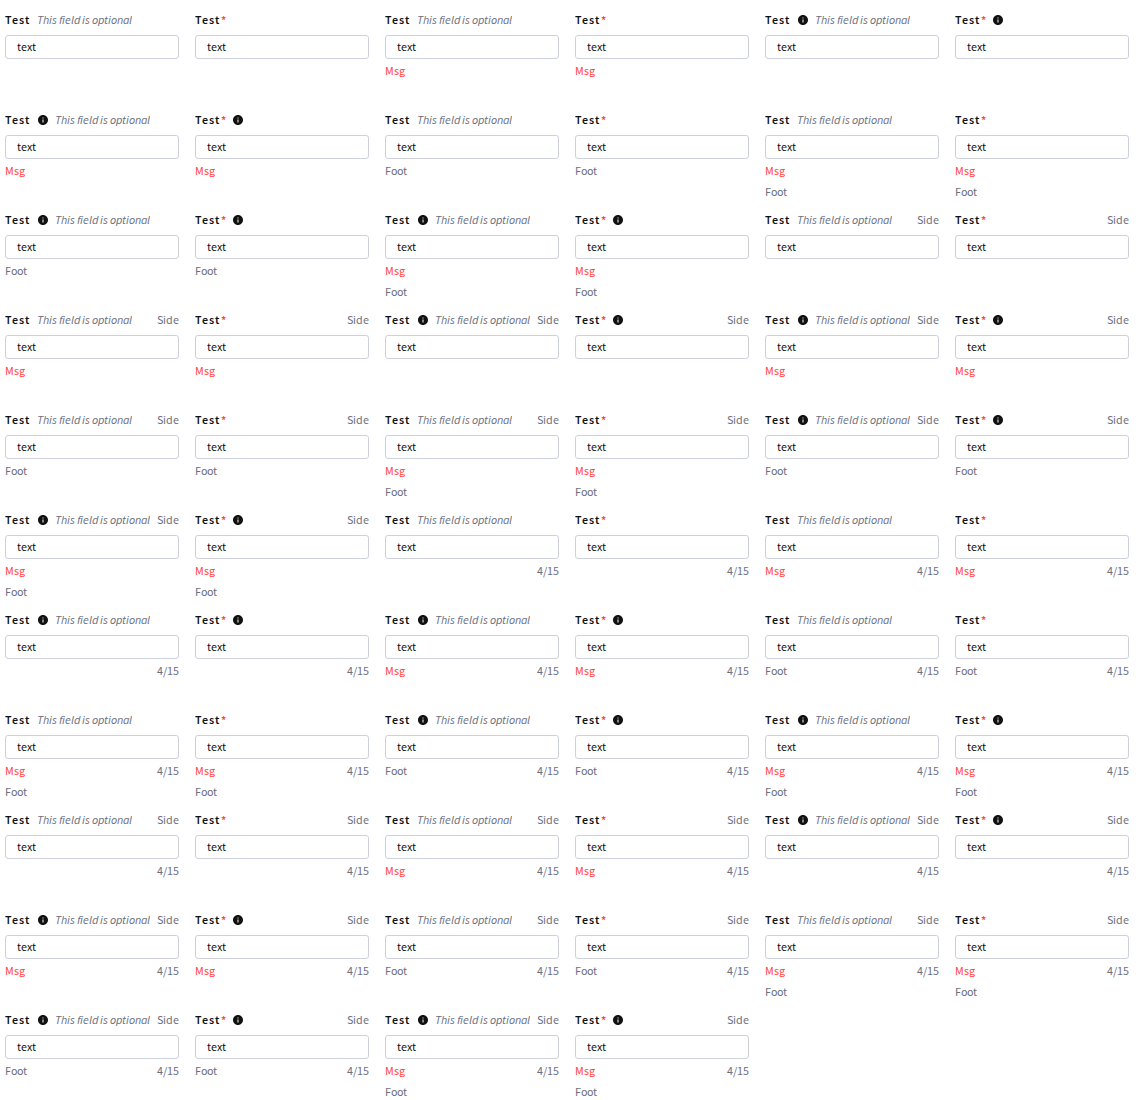 Test This field is optional Test* Test This field is optional Test* Test This field is optional Test*
text text text text text text
Msg Msg
Test This field is optional Test* Test This field is optional Test* Test This field is optional Test*
text text text text text text
Msg Msg Foot Foot Msg Msg
Foot Foot
Test This field is optional Test* Test This field is optional Test* Test This field is optional Side Test* Side
text text text text text text
Foot Foot Msg Msg
Foot Foot
Test This field is optional Side Test* Side Test This field is optional Side Test* Side Test This field is optional Side Test* Side
text text text text text text
Msg Msg Msg Msg
Test This field is optional Side Test* Side Test This field is optional Side Test* Side Test This field is optional Side Test* Side
text text text text text text
Foot Foot Msg Msg Foot Foot
Foot Foot
Test This field is optional Side Test* Side Test This field is optional Test* Test This field is optional Test*
text text text text text text
Msg Msg 4/15 4/15 Msg 4/15 Msg 4/15
Foot Foot
Test This field is optional Test* Test This field is optional Test* Test This field is optional Test*
text text text text text text
4/15 4/15 Msg 4/15 Msg 4/15 Foot 4/15 Foot 4/15
Test This field is optional Test* Test This field is optional Test* Test This field is optional Test*
text text text text text text
Msg 4/15 Msg 4/15 Foot 4/15 Foot 4/15 Msg 4/15 Msg 4/15
Foot Foot Foot Foot
Test This field is optional Side Test* Side Test This field is optional Side Test* Side Test This field is optional Side Test* Side
text text text text text text
4/15 4/15 Msg 4/15 Msg 4/15 4/15 4/15
Test This field is optional Side Test* Side Test This field is optional Side Test* Side Test This field is optional Side Test* Side
text text text text text text
Msg 4/15 Msg 4/15 Foot 4/15 Foot 4/15 Msg 4/15 Msg 4/15
Foot Foot
Test This field is optional Side Test* Side Test This field is optional Side Test* Side
text text text text
Foot 4/15 Foot 4/15 Msg 4/15 Msg 4/15
Foot Foot